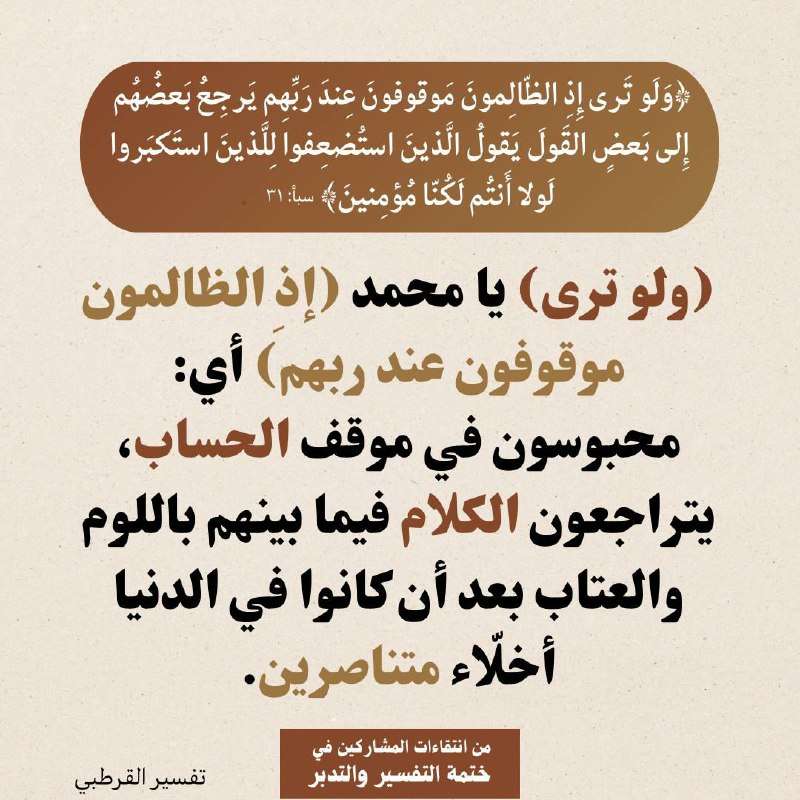 ﴿وَلَو تَرى إِذِ الظّالِمونَ مَوقوفونَ عِندَ رَبِّهِم يَرجِعُ بَعضُهُم
إِلى بَعضٍ القَولَ يَقولُ الَّذينَ استُضعِفوا لِلَّذينَ استَكبَروا
لَولا أَنتُم لَكُنّا مُؤمِنينَ﴾ سبأ: ٣١
(ولو ترى) يا محمد (إذِ الظالمون
موقوفون عند ربهم) أي:
محبوسون في موقف الحساب،
يتراجعون الكلام فيما بينهم باللوم
والعتاب بعد أن كانوا في الدنيا
أخلّاء متناصرين.
من انتقاءات المشاركين في
ختمة التفسير والتدبر
تفسير القرطبي